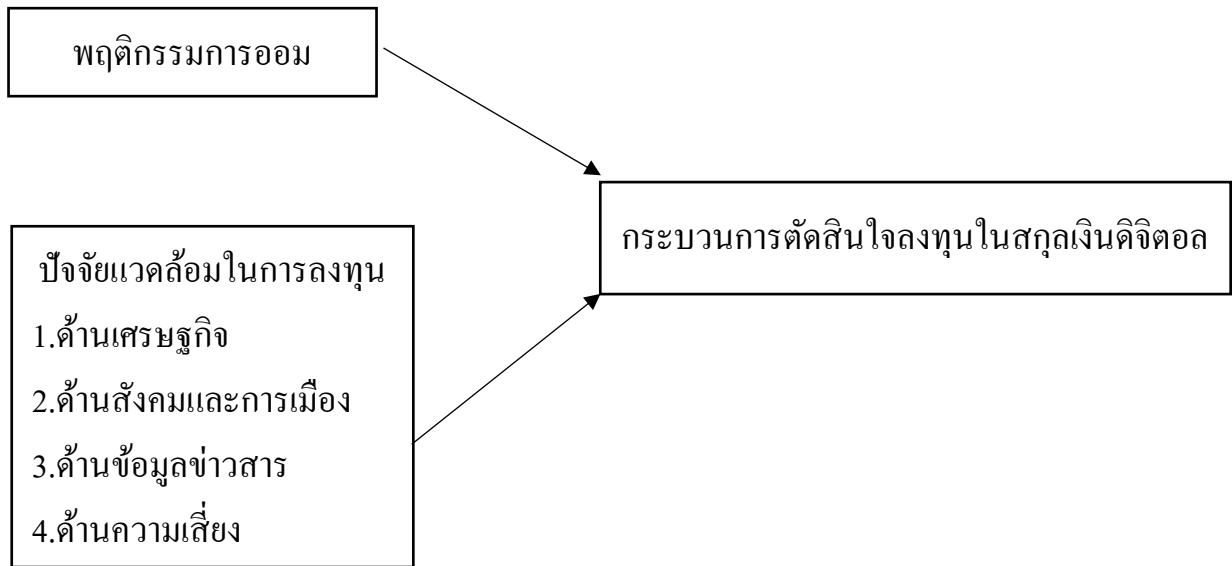 พฤติกรรมการออม
ปัจจัยแวดล้อมในการลงทุน
1.ด้านเศรษฐกิจ
2.ด้านสังคมและการเมือง
3.ด้านข้อมูลข่าวสาร
4.ด้านความเสี่ยง
กระบวนการตัดสินใจลงทุนในสกุลเงินดิจิตอล